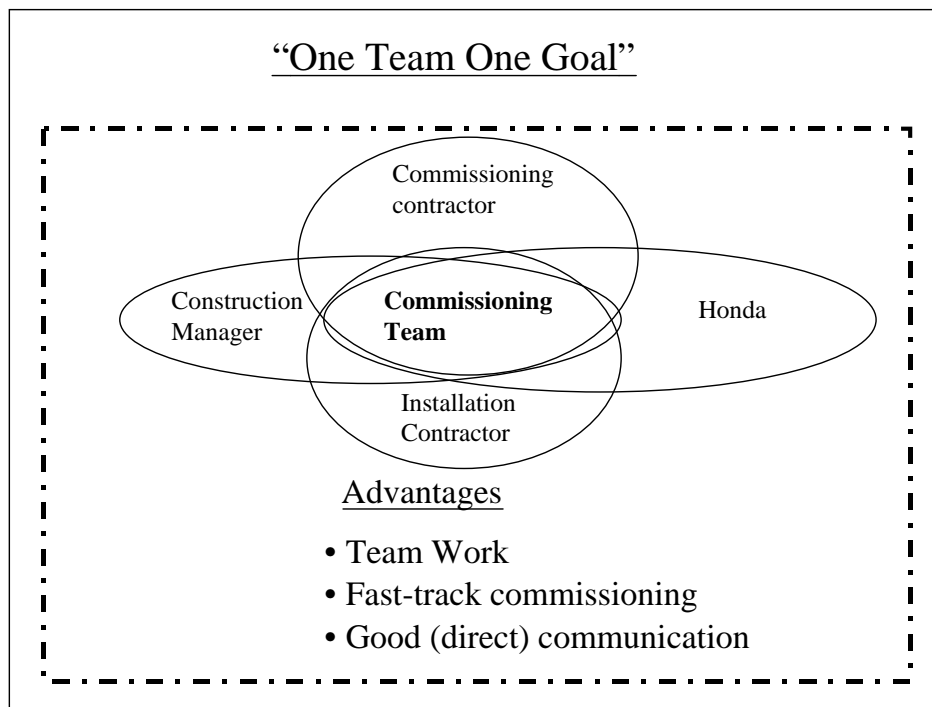 “One Team One Goal”
Commissioning
contractor
Construction
Manager
Commissioning
Team
Honda
Installation
Contractor
Advantages
• Team Work
• Fast-track commissioning
• Good (direct) communication